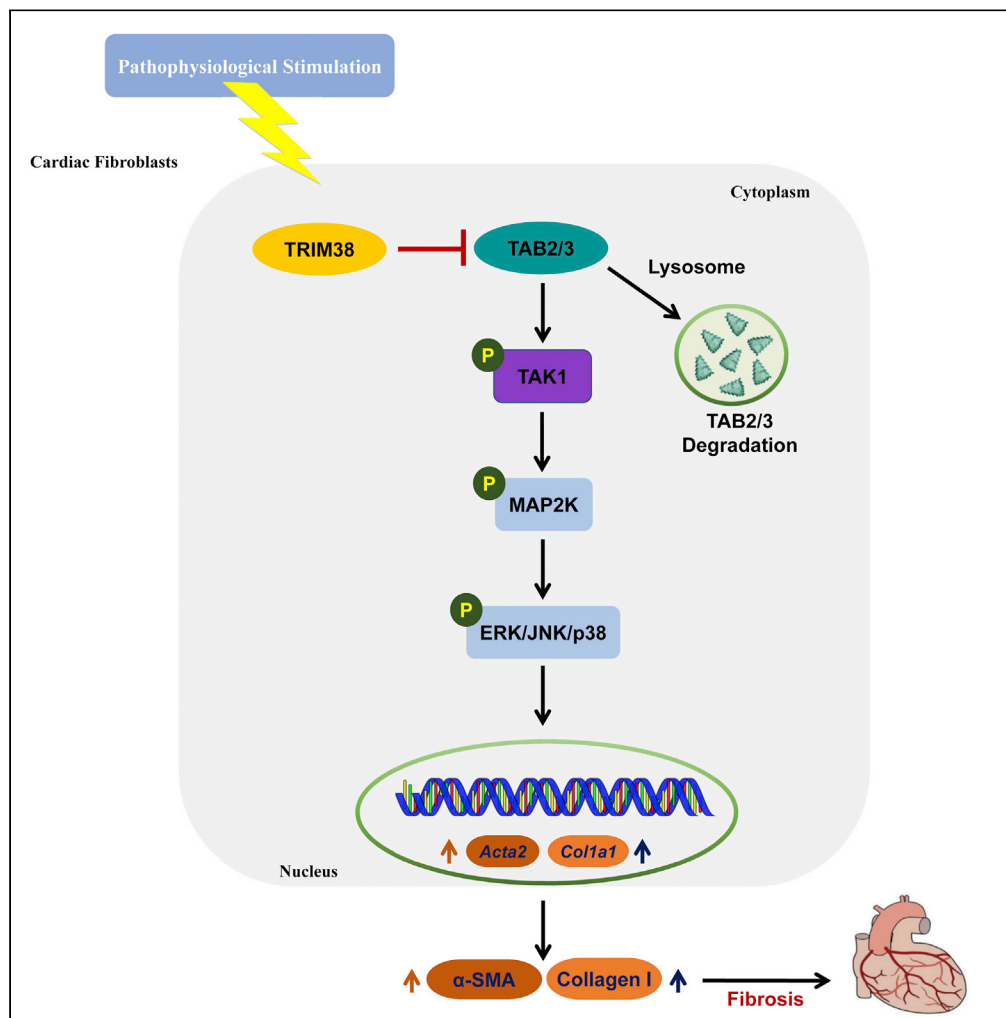 Pathophysiological Stimulation
Cardiac Fibroblasts
Cytoplasm
TRIM38
TAB2/3
Lysosome
P
TAK1
TAB2/3
Degradation
P
MAP2K
P
ERK/JNK/p38
Acta2
Col1a1
Nucleus
α-SMA
Collagen I
Fibrosis